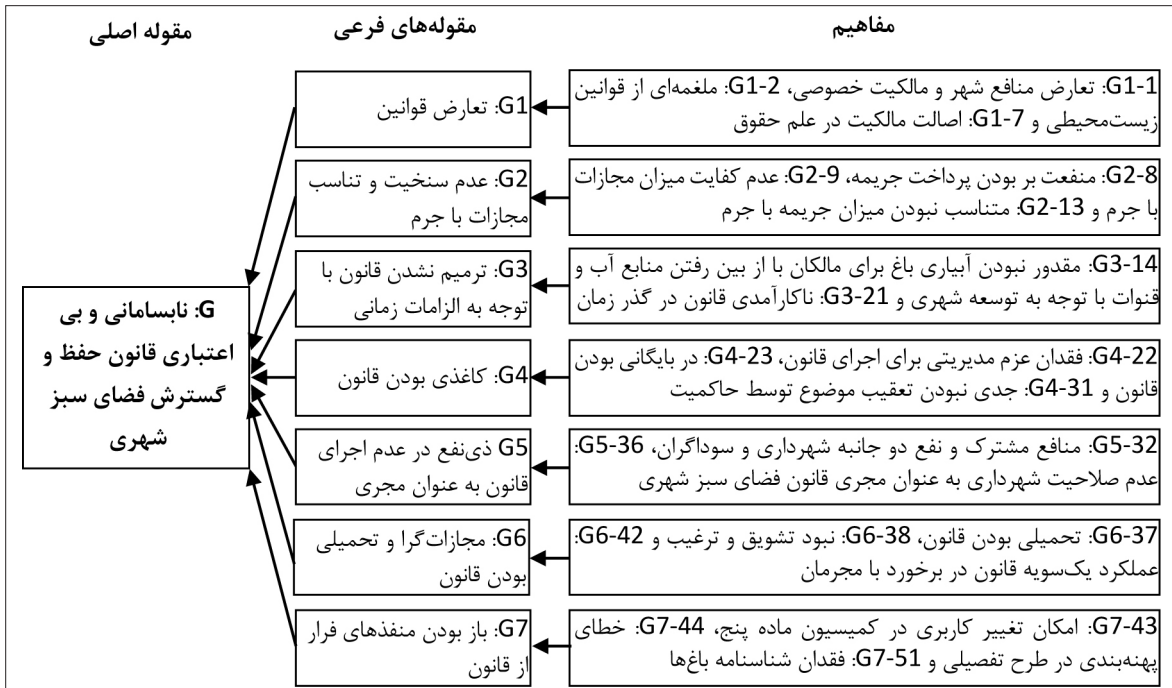 مفاهیم
مقوله‌های فرعی
مقوله اصلی
G1-1: تعارض منافع شهر و مالکیت خصوصی، G1-2: ملغمه‌ای از قوانین
زیست‌محیطی و G1-7: اصالت مالکیت در علم حقوق
G1: تعارض قوانین
G2-8: منفعت بر بودن پرداخت جریمه، G2-9: عدم کفایت میزان مجازات
با جرم و G2-13: متناسب نبودن میزان جریمه با جرم
G2: عدم سنخیت و تناسب
مجازات با جرم
G3-14: مقدور نبودن آبیاری باغ برای مالکان با از بین رفتن منابع آب و
قنوات با توجه به توسعه شهری و G3-21: ناکارآمدی قانون در گذر زمان
G3: ترمیم نشدن قانون با
توجه به الزامات زمانی
G4-22: فقدان عزم مدیریتی برای اجرای قانون، G4-23: در بایگانی بودن
قانون و G4-31: جدی نبودن تعقیب موضوع توسط حاکمیت
G4: کاغذی بودن قانون
G5-32: منافع مشترک و نفع دو جانبه شهرداری و سوداگران، G5-36:
عدم صلاحیت شهرداری به عنوان مجری قانون فضای سبز شهری
G5 ذی‌نفع در عدم اجرای
قانون به عنوان مجری
G6-37: تحمیلی بودن قانون، G6-38: نبود تشویق و ترغیب و G6-42:
عملکرد یک‌سویه قانون در برخورد با مجرمان
G6: مجازات‌گرا و تحمیلی
بودن قانون
G7-43: امکان تغییر کاربری در کمیسیون ماده پنج، G7-44: خطای
پهنه‌بندی در طرح تفصیلی و G7-51: فقدان شناسنامه باغ‌ها
G7: باز بودن منفذهای فرار
از قانون
G: نابسامانی و بی
اعتباری قانون حفظ و
گسترش فضای سبز
شهری